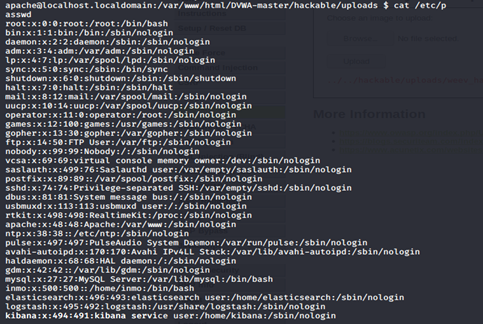 apache@localhost.localdomain:/var/www/html/DVWA-master/hackable/uploads $ cat /etc/p
asswd
root:x:0:0:root:/root:/bin/bash
bin:x:1:1:bin:/bin:/sbin/nologin
daemon:x:2:2:daemon:/sbin:/sbin/nologin
adm:x:3:4:adm:/var/adm:/sbin/nologin
lp:x:4:7:lp:/var/spool/lpd:/sbin/nologin
sync:x:5:0:sync:/sbin:/bin/sync
shutdown:x:6:0:shutdown:/sbin:/sbin/shutdown
halt:x:7:0:halt:/sbin:/sbin/halt
mail:x:8:12:mail:/var/spool/mail:/sbin/nologin
uucp:x:10:14:uucp:/var/spool/uucp:/sbin/nologin
operator:x:11:0:operator:/root:/sbin/nologin
games:x:12:100:games:/usr/games:/sbin/nologin
gopher:x:13:30:gopher:/var/gopher:/sbin/nologin
ftp:x:14:50:FTP User:/var/ftp:/sbin/nologin
nobody:x:99:99:Nobody:/:/sbin/nologin
vcsa:x:69:69:virtual console memory owner:/dev:/sbin/nologin
saslauth:x:499:76:Saslauthd user:/var/empty/saslauth:/sbin/nologin
postfix:x:89:89::/var/spool/postfix:/sbin/nologin
sshd:x:74:74:Privilege-separated SSH:/var/empty/sshd:/sbin/nologin
dbus:x:81:81:System message bus:/:/sbin/nologin
usbmuxd:x:113:113:usbmuxd user:/:/sbin/nologin
rtkit:x:498:498:RealtimeKit:/proc:/sbin/nologin
apache:x:48:48:Apache:/var/www:/sbin/nologin
ntp:x:38:38::/etc/ntp:/sbin/nologin
pulse:x:497:497:PulseAudio System Daemon:/var/run/pulse:/sbin/nologin
avahi-autoipd:x:170:170:Avahi IPv4LL Stack:/var/lib/avahi-autoipd:/sbin/nologin
haldaemon:x:68:68:HAL daemon:/:/sbin/nologin
gdm:x:42:42::/var/lib/gdm:/sbin/nologin
mysql:x:27:27:MySQL Server:/var/lib/mysql:/bin/bash
inmo:x:500:500::/home/inmo:/bin/bash
elasticsearch:x:496:493:elasticsearch user:/home/elasticsearch:/sbin/nologin
logstash:x:495:492:logstash:/usr/share/logstash:/sbin/nologin
kibana:x:494:491:kibana service user:/home/kibana:/sbin/nologin
More Information